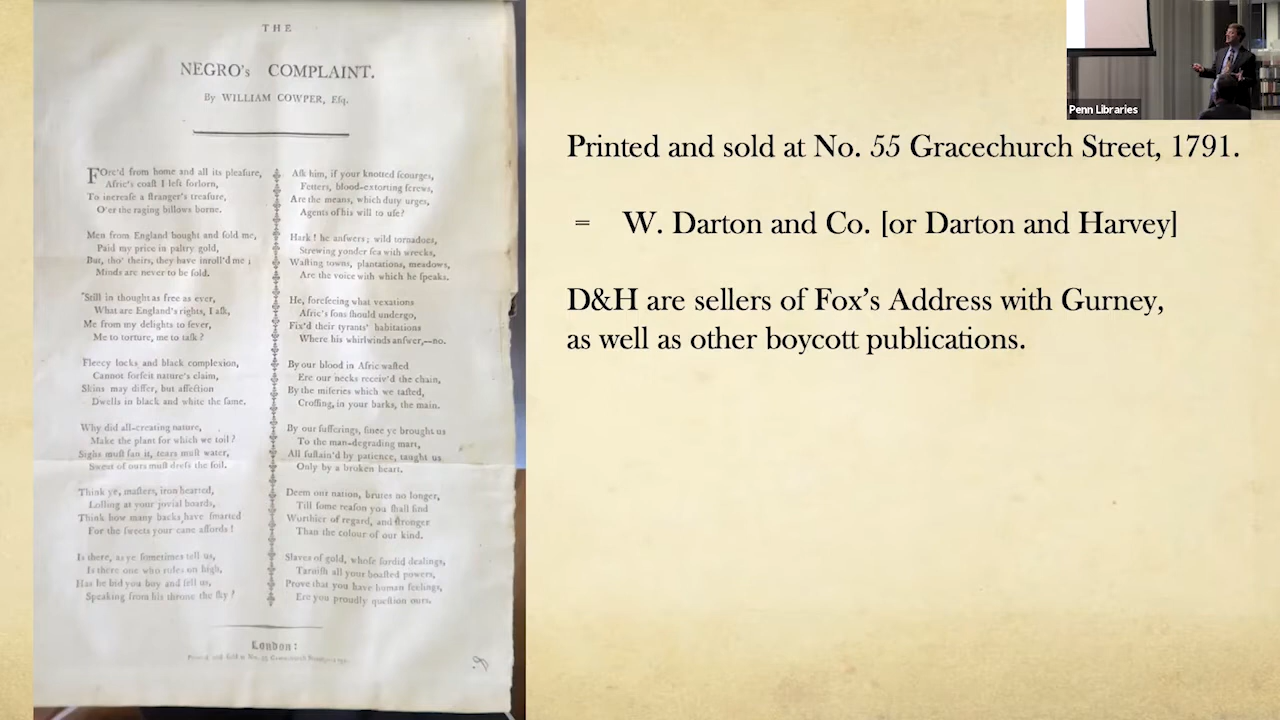 THE
NEGRO's COMPLAINT.
By WILLIAM COWPER, Esq.
FOrc'd from home and all its pleasure,
Afric's coaſt I left forlorn,
To increaſe a ſtranger's treaſure,
O'er the raging billows borne.
Men from England bought and ſold me,
Paid my price in paltry gold,
But, tho' theirs, they have inroll'd me;
Minds are never to be ſold.
Still in thought as free as ever,
What are England's rights, I aſk,
Me from my delights to ſever,
Me to torture, me to taſk?
Fleecy locks and black complexion,
Cannot forfeit nature's claim,
Skins may differ, but affection
Dwells in black and white the ſame.
Why did all-creating nature,
Make the plant for which we toil?
Sighs muſt fan it, tears muſt water,
Sweat of ours muſt dreſs the ſoil.
Think ye, maſters, iron hearted,
Lolling at your jovial boards,
Think how many backs have ſmarted
For the ſweets your cane affords!
Is there, as ye ſometimes tell us,
Is there one who rules on high,
Has he bid you buy and ſell us,
Speaking from his throne the ſky?
Aſk him, if your knotted ſcourges,
Fetters, blood-extorting ſcrews,
Are the means, which duty urges,
Agents of his will to uſe?
Hark! he anſwers; wild tornadoes,
Strewing yonder ſea with wrecks,
Waſting towns, plantations, meadows,
Are the voice with which he ſpeaks.
He, foreſeeing what vexations
Afric's ſons ſhould undergo,
Fix'd their tyrants' habitations
Where his whirlwinds anſwer,—no.
By our blood in Afric waſted
Ere our necks receiv'd the chain,
By the miſeries which we taſted,
Croſſing, in your barks, the main.
By our ſufferings, ſince ye brought us
To the man-degrading mart,
All ſuſtain'd by patience, taught us
Only by a broken heart.
Deem our nation, brutes no longer,
Till ſome reaſon you ſhall find
Worthier of regard, and ſtronger
Than the colour of our kind.
Slaves of gold, whoſe ſordid dealings,
Tarniſh all your boaſted powers,
Prove that you have human feelings,
Ere you proudly queſtion ours.
London:
Printed and Sold at No. 55 Gracechurch Street, 1791.
Printed and sold at No. 55 Gracechurch Street, 1791.
= W. Darton and Co. [or Darton and Harvey]
D&H are sellers of Fox’s Address with Gurney,
as well as other boycott publications.
Penn Libraries